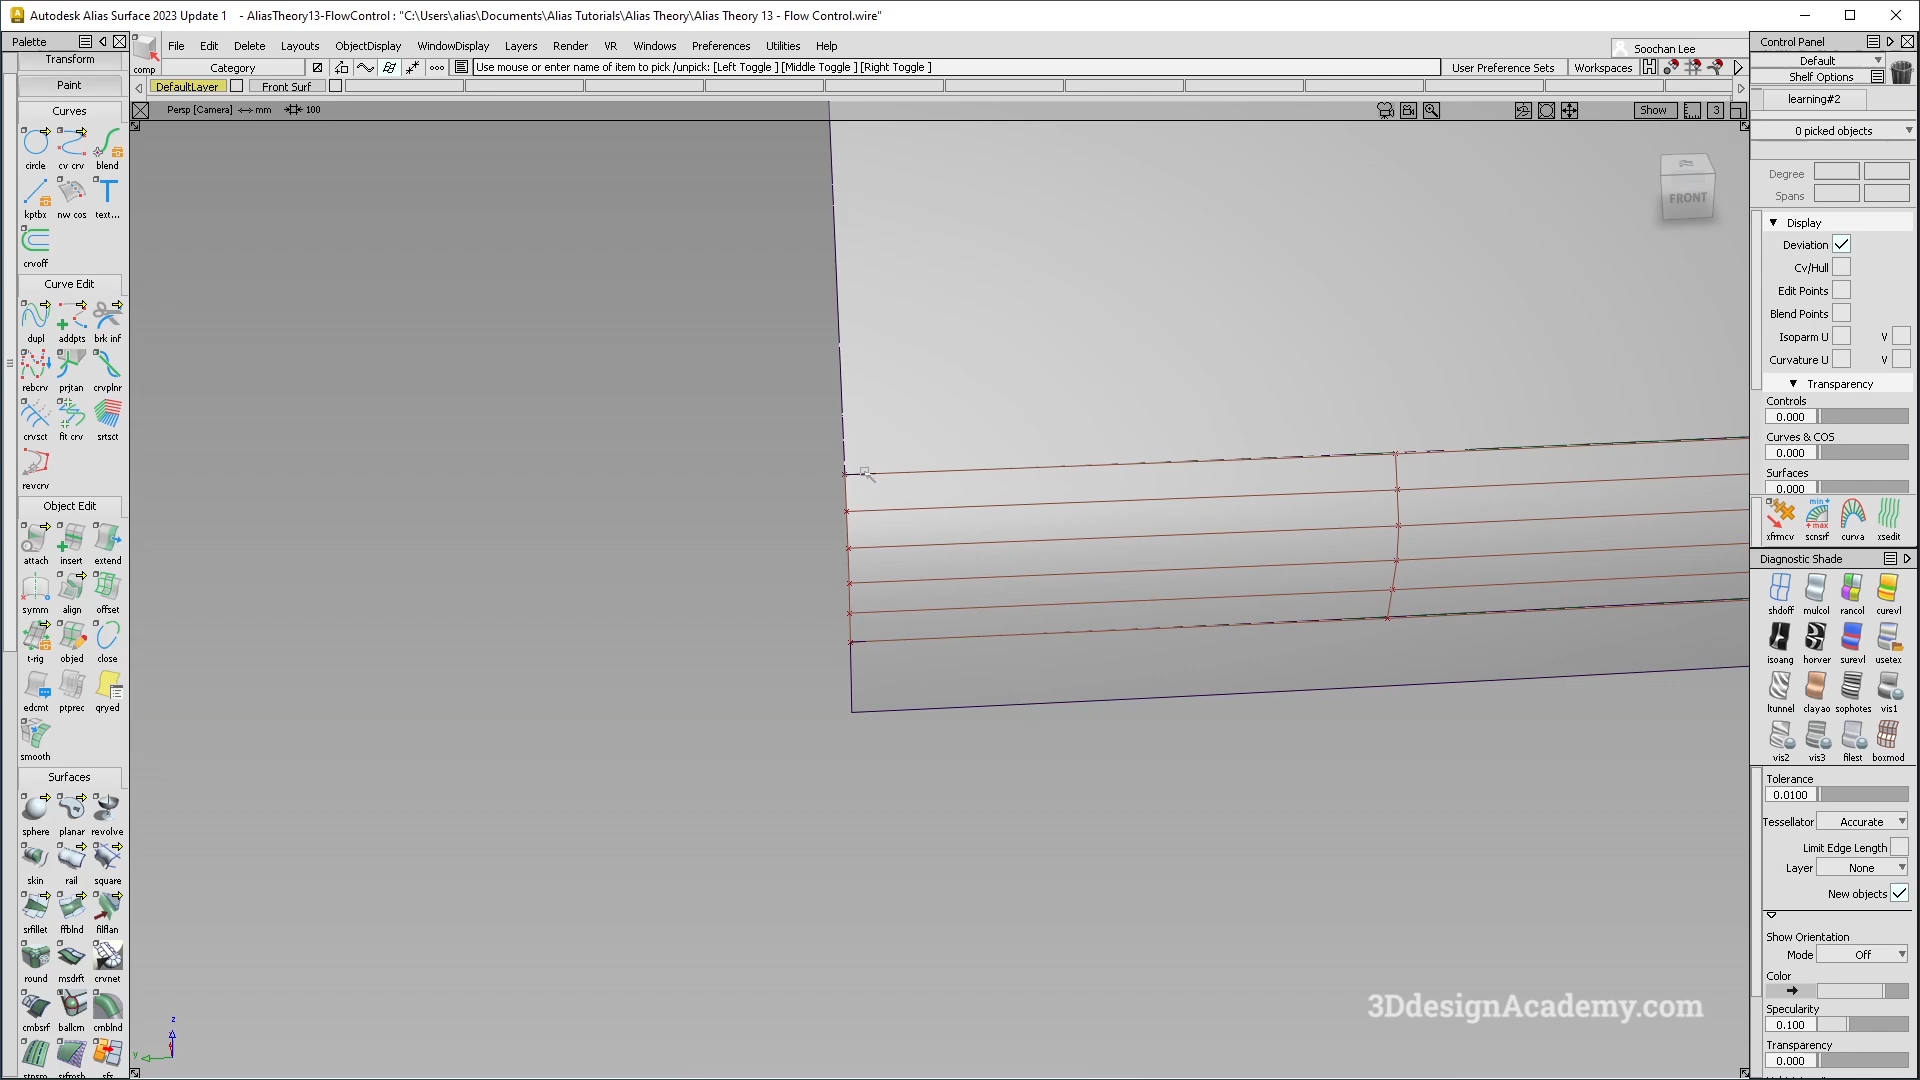 Autodesk Alias Surface 2023 Update 1 - AliasTheory13-FlowControl : "C:\Users\alias\Documents\Alias Tutorials\Alias Theory\Alias Theory 13 - Flow Control.wire"
Palette
File Edit Delete Layouts ObjectDisplay WindowDisplay Layers Render VR Windows Preferences Utilities Help
Soochan Lee
Control Panel
comp
Category
Use mouse or enter name of item to pick /unpick: [Left Toggle ] [Middle Toggle ] [Right Toggle ]
User Preference Sets
Workspaces
DefaultLayer
Front Surf
Persp [Camera] <-> mm 100
Show
3
FRONT
Transform
Paint
Curves
circle cv crv blend
kptbx nw cos text...
crvoff
Curve Edit
dupl addpts brk inf
rebcrv prjtan crvplnr
crvsct fit crv srtsct
revcrv
Object Edit
attach insert extend
symm align offset
t-rig objed close
edcmt ptprec qryed
smooth
Surfaces
sphere planar revolve
skin rail square
srfillet ffblnd filflan
round msdrft crvnet
cmbsrf ballcrn cmblnd
z
y
3DdesignAcademy.com
Default
Shelf Options
learning#2
0 picked objects
Degree
Spans
Display
Deviation
Cv/Hull
Edit Points
Blend Points
Isoparm U V
Curvature U V
Transparency
Controls
0.000
Curves & COS
0.000
Surfaces
0.000
min+
+max
xfrmcv scnsrf curva xsedit
Diagnostic Shade
shdoff mulcol rancol curevl
isoang horver surevl usetex
ltunnel clayao sophotes vis1
vis2 vis3 filest boxmod
Tolerance
0.0100
Tessellator Accurate
Limit Edge Length
Layer None
New objects
Show Orientation
Mode Off
Color
Specularity
0.100
Transparency
0.000